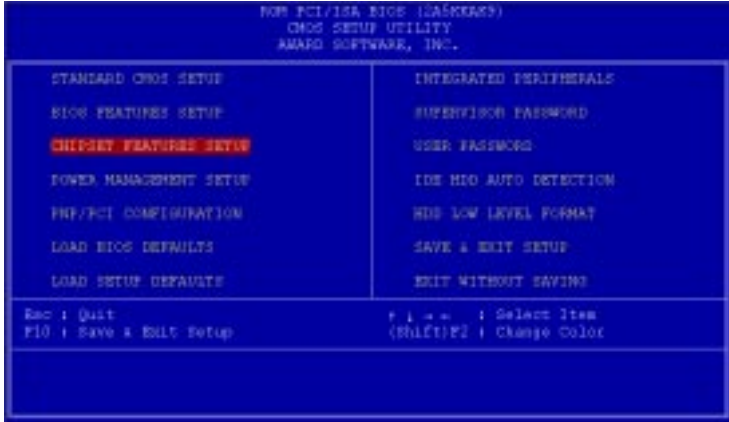 ROM PCI/ISA BIOS (2A5KKAK9)
CMOS SETUP UTILITY
AWARD SOFTWARE, INC.
STANDARD CMOS SETUP
BIOS FEATURES SETUP
CHIPSET FEATURES SETUP
POWER MANAGEMENT SETUP
PNP/PCI CONFIGURATION
LOAD BIOS DEFAULTS
LOAD SETUP DEFAULTS
INTEGRATED PERIPHERALS
SUPERVISOR PASSWORD
USER PASSWORD
IDE HDD AUTO DETECTION
HDD LOW LEVEL FORMAT
SAVE & EXIT SETUP
EXIT WITHOUT SAVING
Esc : Quit
F10 : Save & Exit Setup
↑ ↓ → ← : Select Item
(Shift)F2 : Change Color